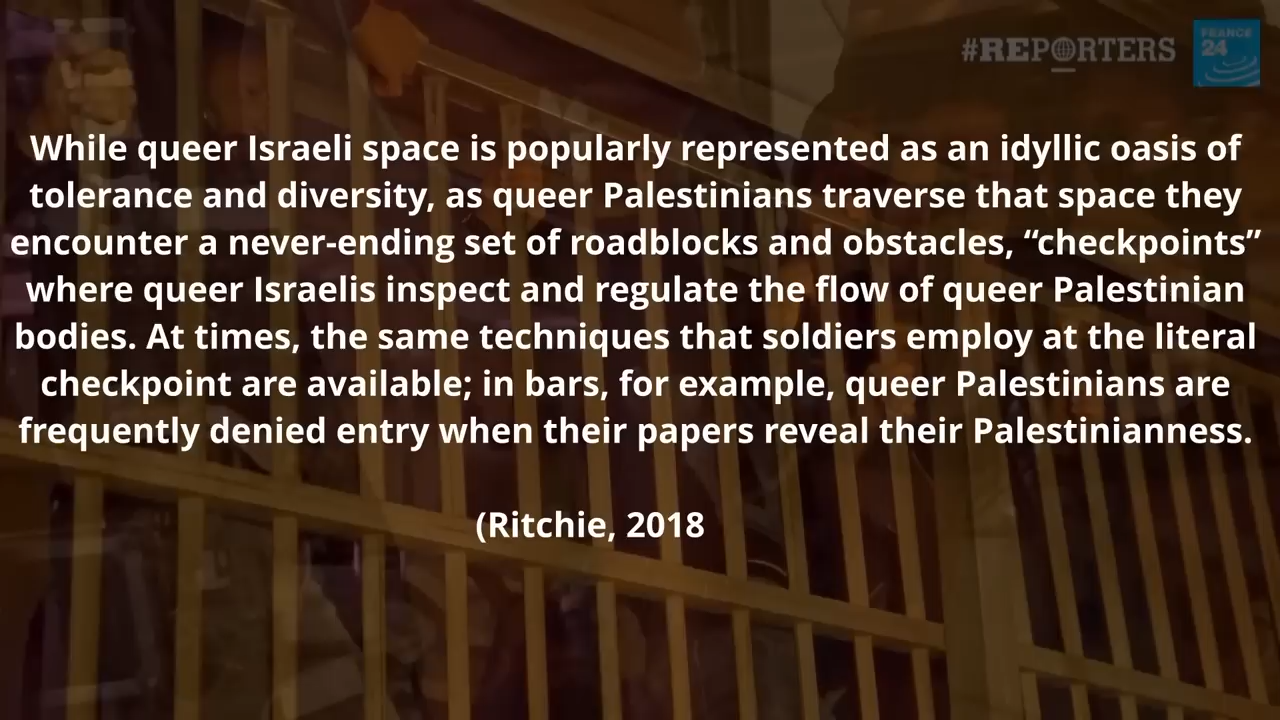 #REPORTERS
FRANCE
24
While queer Israeli space is popularly represented as an idyllic oasis of
tolerance and diversity, as queer Palestinians traverse that space they
encounter a never-ending set of roadblocks and obstacles, “checkpoints”
where queer Israelis inspect and regulate the flow of queer Palestinian
bodies. At times, the same techniques that soldiers employ at the literal
checkpoint are available; in bars, for example, queer Palestinians are
frequently denied entry when their papers reveal their Palestinianness.
(Ritchie, 2018